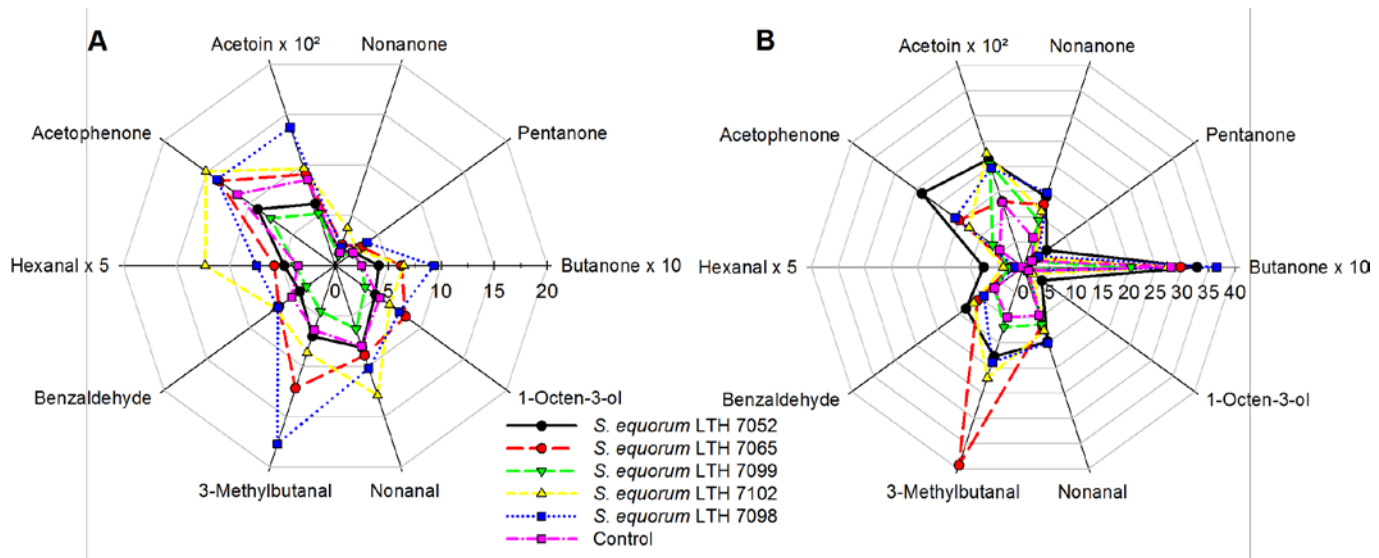 A
Acetoin x 10²
Nonanone
Acetophenone
Pentanone
Hexanal x 5
Butanone x 10
0 5 10 15 20
Benzaldehyde
1-Octen-3-ol
3-Methylbutanal
Nonanal
S. equorum LTH 7052
S. equorum LTH 7065
S. equorum LTH 7099
S. equorum LTH 7102
S. equorum LTH 7098
Control
B
Acetoin x 10²
Nonanone
Acetophenone
Pentanone
Hexanal x 5
Butanone x 10
0 5 10 15 20 25 30 35 40
Benzaldehyde
1-Octen-3-ol
3-Methylbutanal
Nonanal